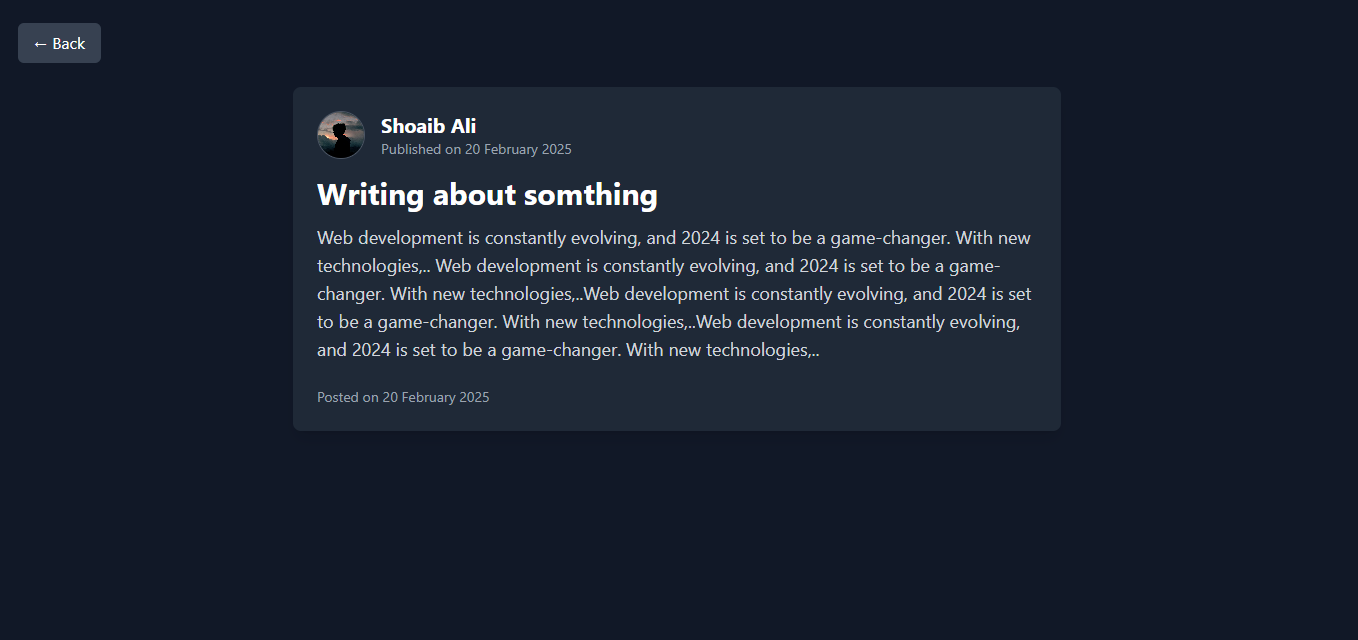 ← Back
Shoaib Ali
Published on 20 February 2025
Writing about somthing
Web development is constantly evolving, and 2024 is set to be a game-changer. With new
technologies,.. Web development is constantly evolving, and 2024 is set to be a game-
changer. With new technologies,..Web development is constantly evolving, and 2024 is set
to be a game-changer. With new technologies,..Web development is constantly evolving,
and 2024 is set to be a game-changer. With new technologies,..
Posted on 20 February 2025